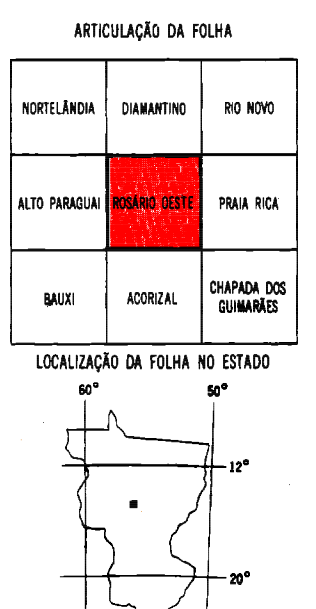 ARTICULAÇÃO DA FOLHA
NORTELÂNDIA DIAMANTINO RIO NOVO
ALTO PARAGUAI ROSÁRIO OESTE PRAIA RICA
BAUXI ACORIZAL CHAPADA DOS
GUIMARÃES
LOCALIZAÇÃO DA FOLHA NO ESTADO
60° 50°
12°
20°